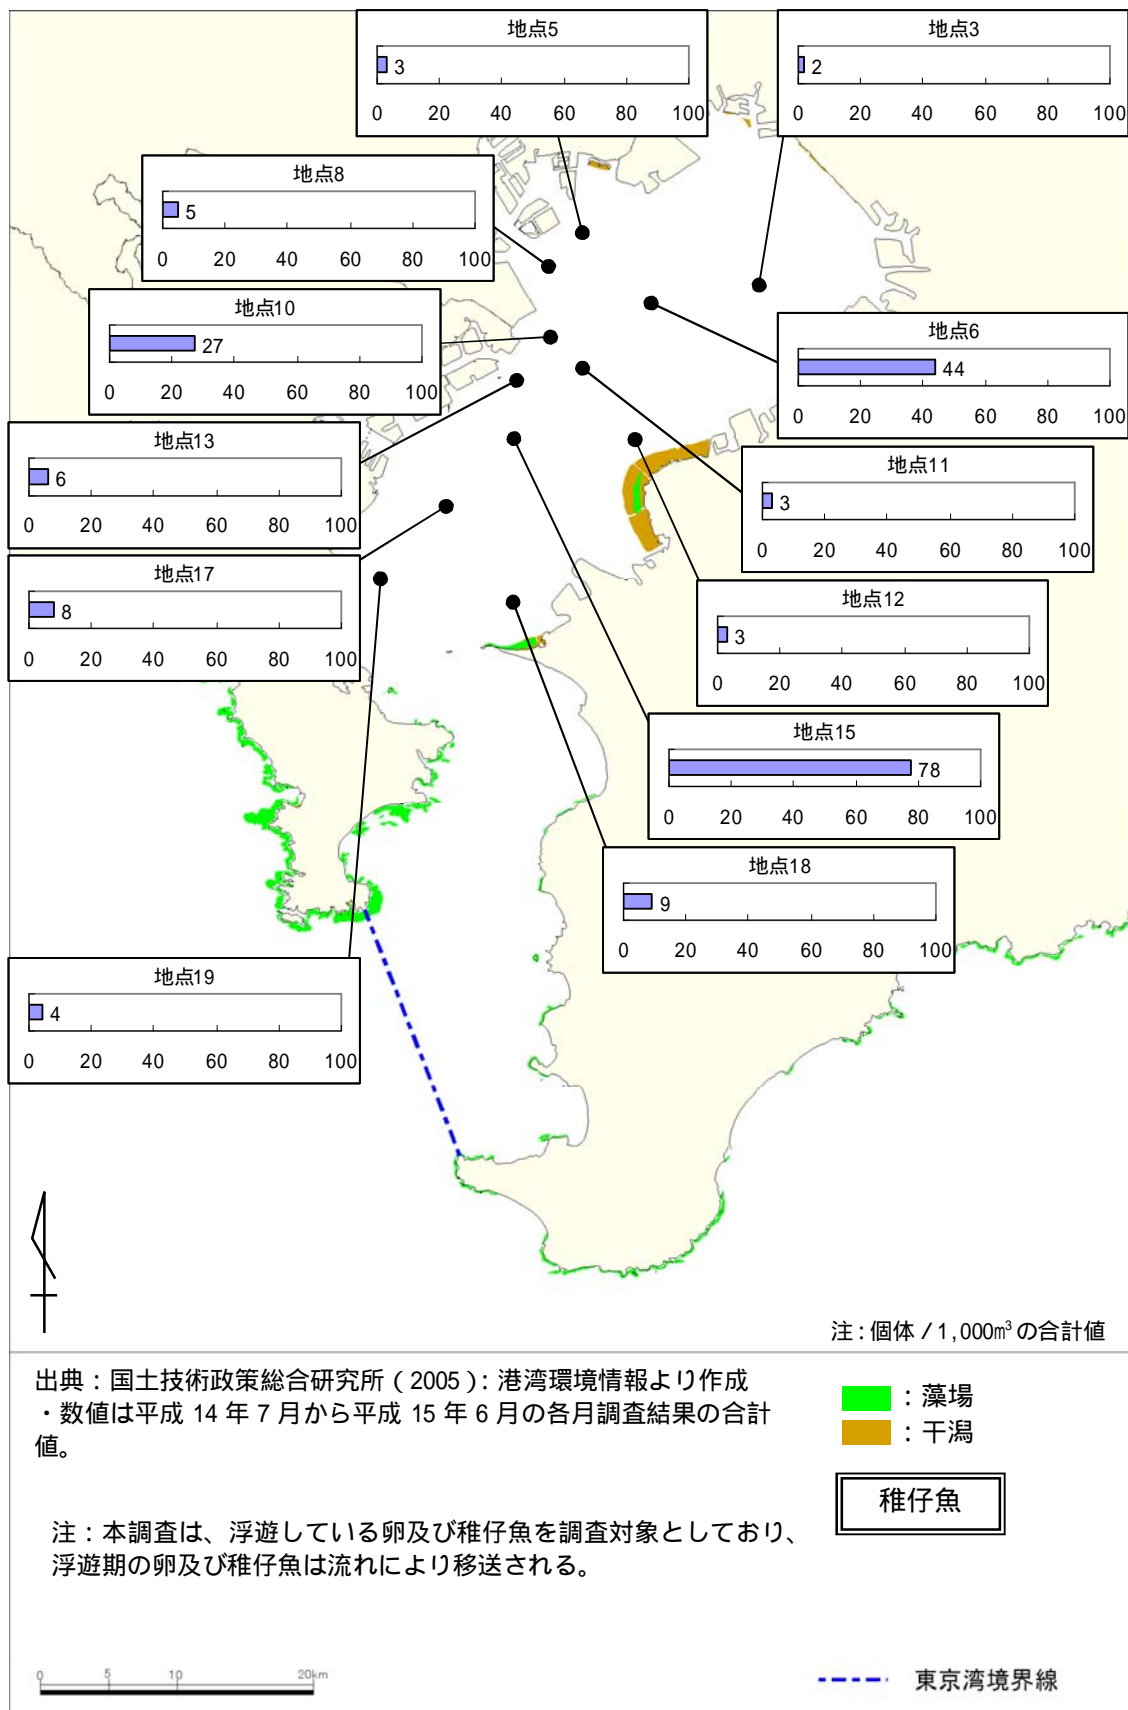 地点5
3
0 20 40 60 80 100
地点3
2
0 20 40 60 80 100
地点8
5
0 20 40 60 80 100
地点10
27
0 20 40 60 80 100
地点6
44
0 20 40 60 80 100
地点13
6
0 20 40 60 80 100
地点11
3
0 20 40 60 80 100
地点17
8
0 20 40 60 80 100
地点12
3
0 20 40 60 80 100
地点15
78
0 20 40 60 80 100
地点18
9
0 20 40 60 80 100
地点19
4
0 20 40 60 80 100
注：個体／1,000m³の合計値
出典：国土技術政策総合研究所（2005）：港湾環境情報より作成
・数値は平成 14 年 7 月から平成 15 年 6 月の各月調査結果の合計
値。
：藻場
：干潟
稚仔魚
注：本調査は、浮遊している卵及び稚仔魚を調査対象としており、
浮遊期の卵及び稚仔魚は流れにより移送される。
0 5 10 20km
東京湾境界線